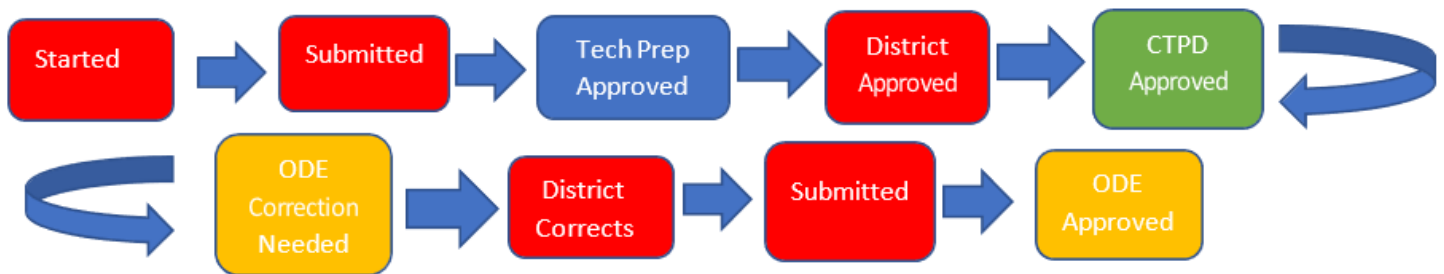 Started
Submitted
Tech Prep
Approved
District
Approved
CTPD
Approved
ODE
Correction
Needed
District
Corrects
Submitted
ODE
Approved